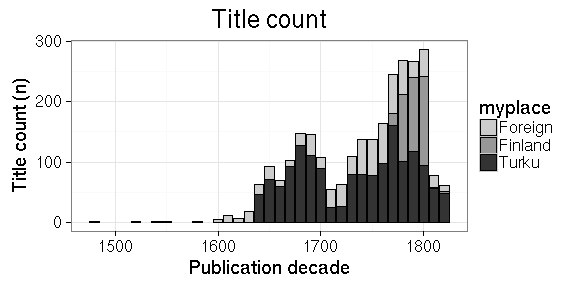 Title count
Title count (n)
300
200
100
0
1500
1600
1700
1800
Publication decade
myplace
Foreign
Finland
Turku